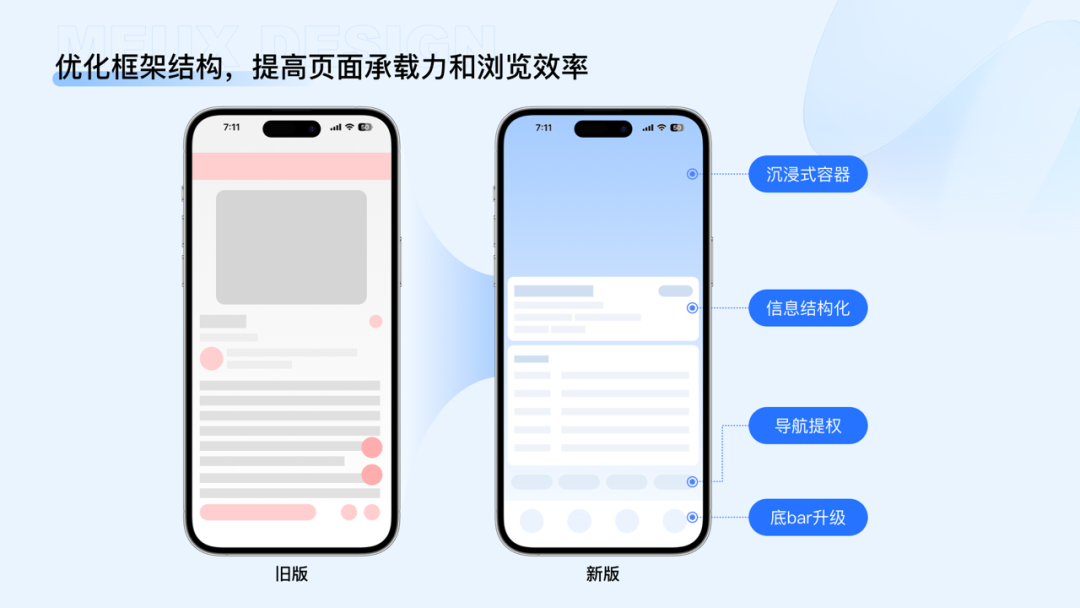 MEUX DESIGN
优化框架结构，提高页面承载力和浏览效率
7:11
50
7:11
50
沉浸式容器
信息结构化
导航提权
底bar升级
旧版
新版